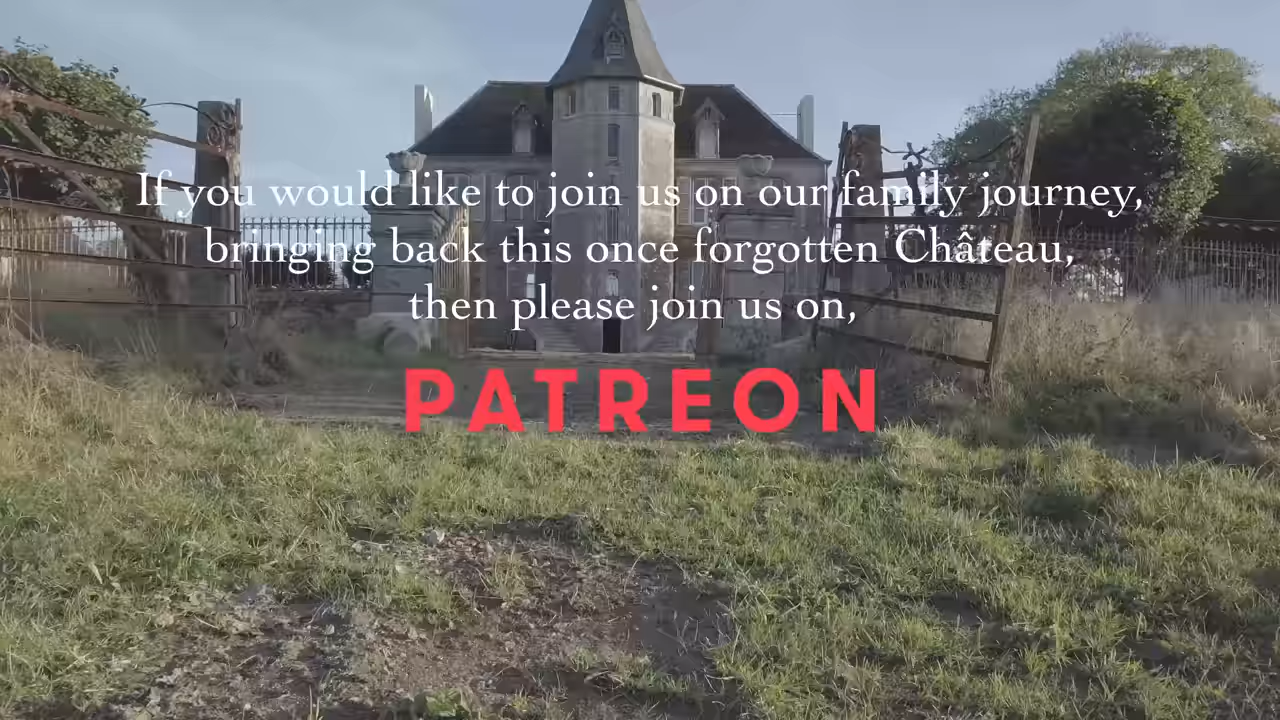 If you would like to join us on our family journey,
bringing back this once forgotten Château,
then please join us on,
PATREON